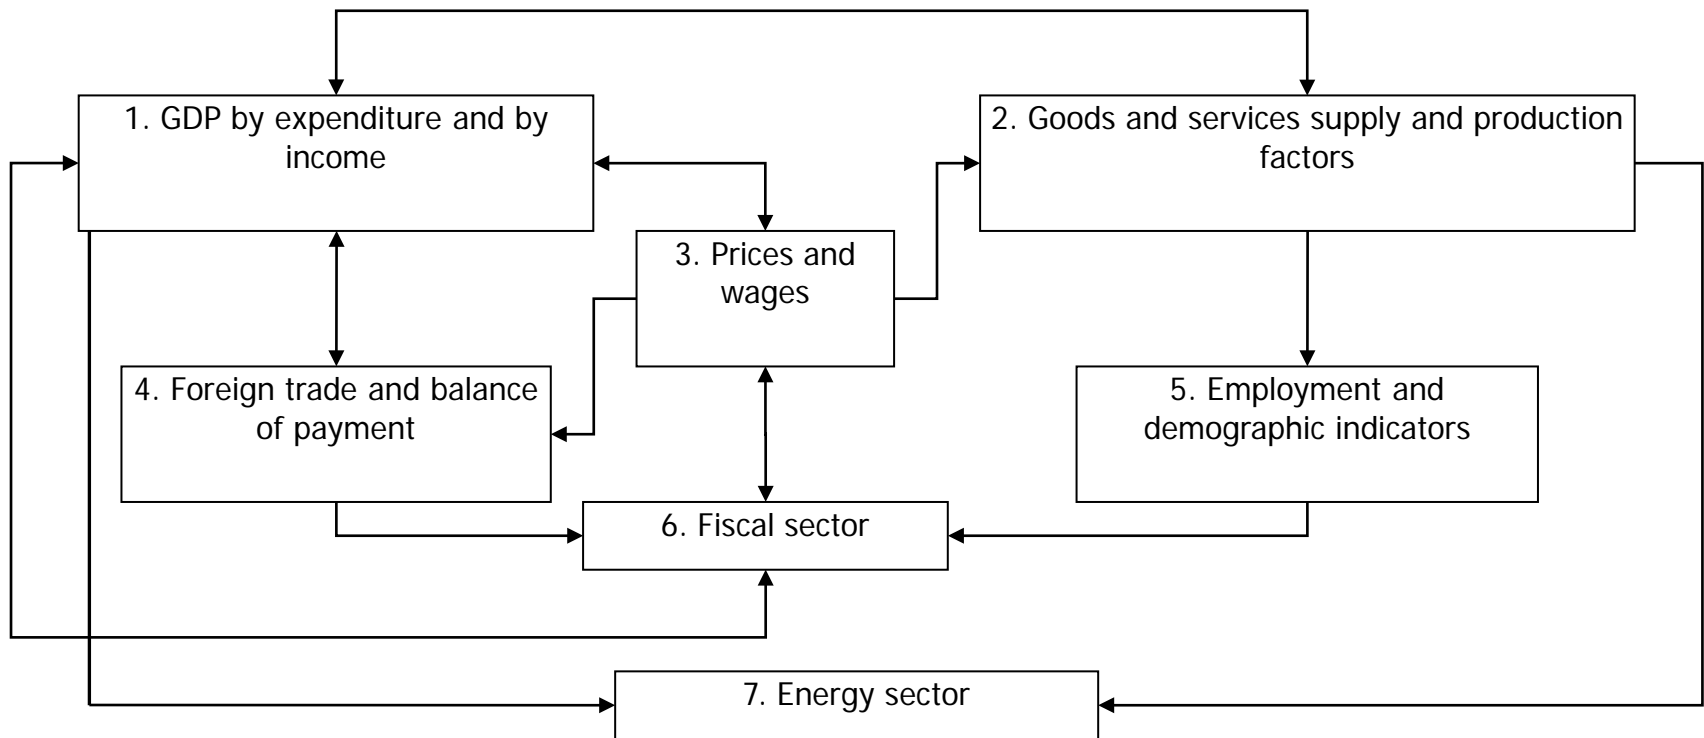 1. GDP by expenditure and by
income
2. Goods and services supply and production
factors
3. Prices and
wages
4. Foreign trade and balance
of payment
5. Employment and
demographic indicators
6. Fiscal sector
7. Energy sector